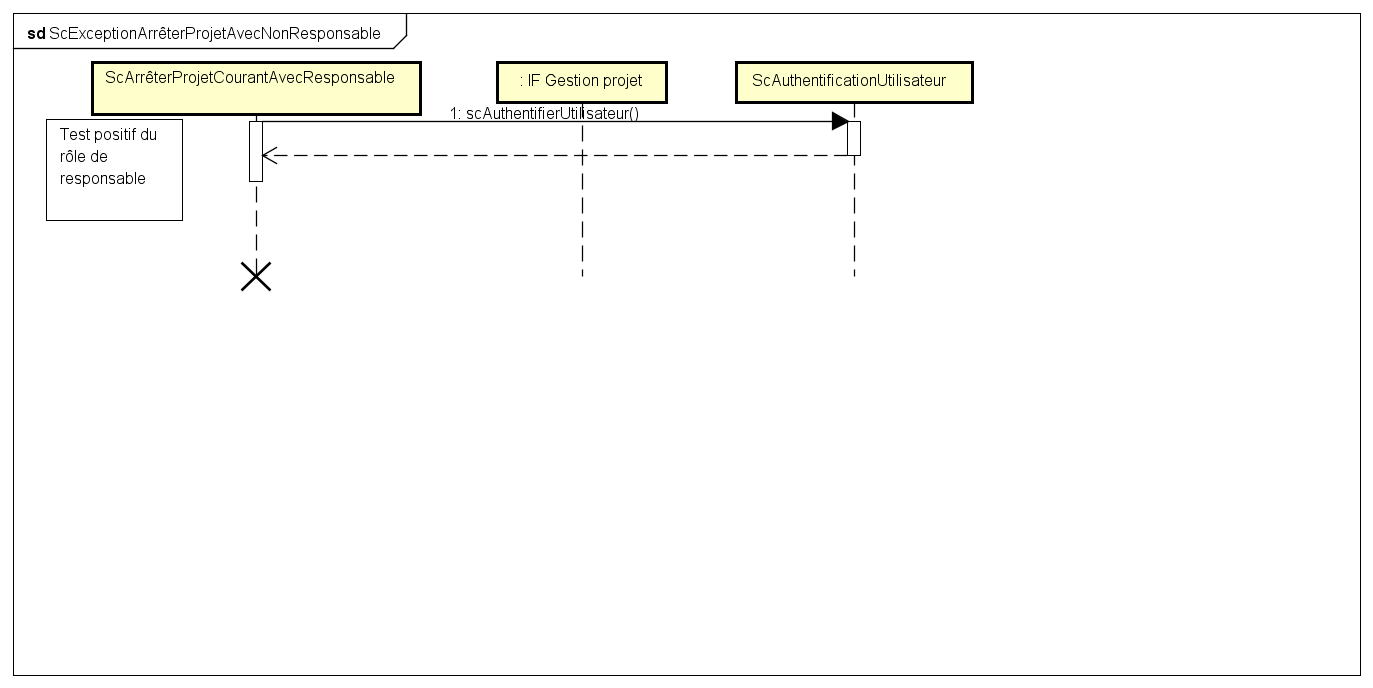 sd ScExceptionArrêterProjetAvecNonResponsable
ScArrêterProjetCourantAvecResponsable
: IF Gestion projet
ScAuthentificationUtilisateur
1: scAuthentifierUtilisateur()
Test positif du
rôle de
responsable